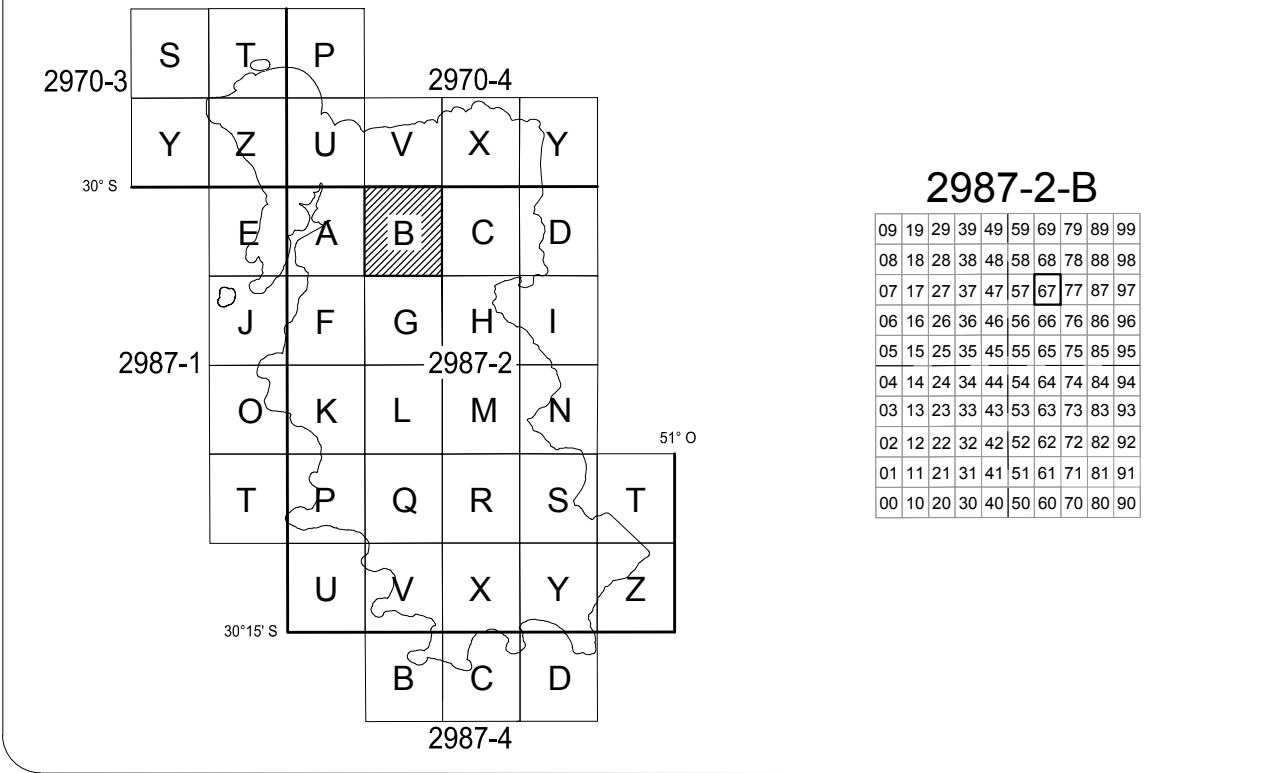 S T P
2970-3 2970-4
Y Z U V X Y
30° S
E A B C D
J F G H I
2987-1 2987-2
O K L M N
51° O
T P Q R S T
U V X Y Z
30°15' S
B C D
2987-4
2987-2-B
09 19 29 39 49 59 69 79 89 99
08 18 28 38 48 58 68 78 88 98
07 17 27 37 47 57 67 77 87 97
06 16 26 36 46 56 66 76 86 96
05 15 25 35 45 55 65 75 85 95
04 14 24 34 44 54 64 74 84 94
03 13 23 33 43 53 63 73 83 93
02 12 22 32 42 52 62 72 82 92
01 11 21 31 41 51 61 71 81 91
00 10 20 30 40 50 60 70 80 90